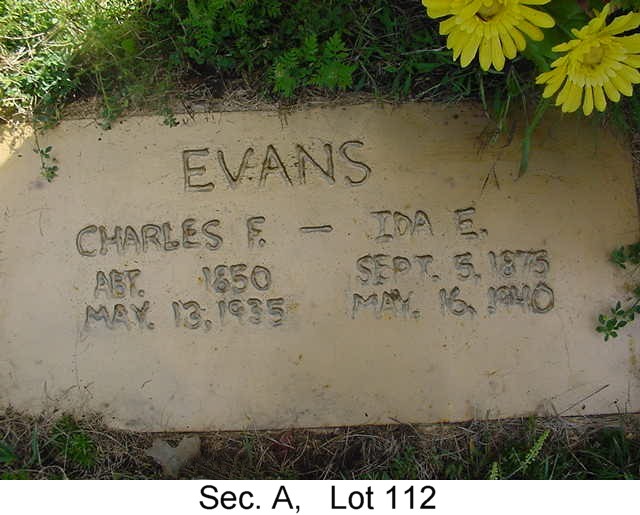 EVANS
CHARLES F. — IDA E.
ABT. 1850 SEPT. 5, 1875
MAY. 13, 1935 MAY. 16, 1940
Sec. A, Lot 112